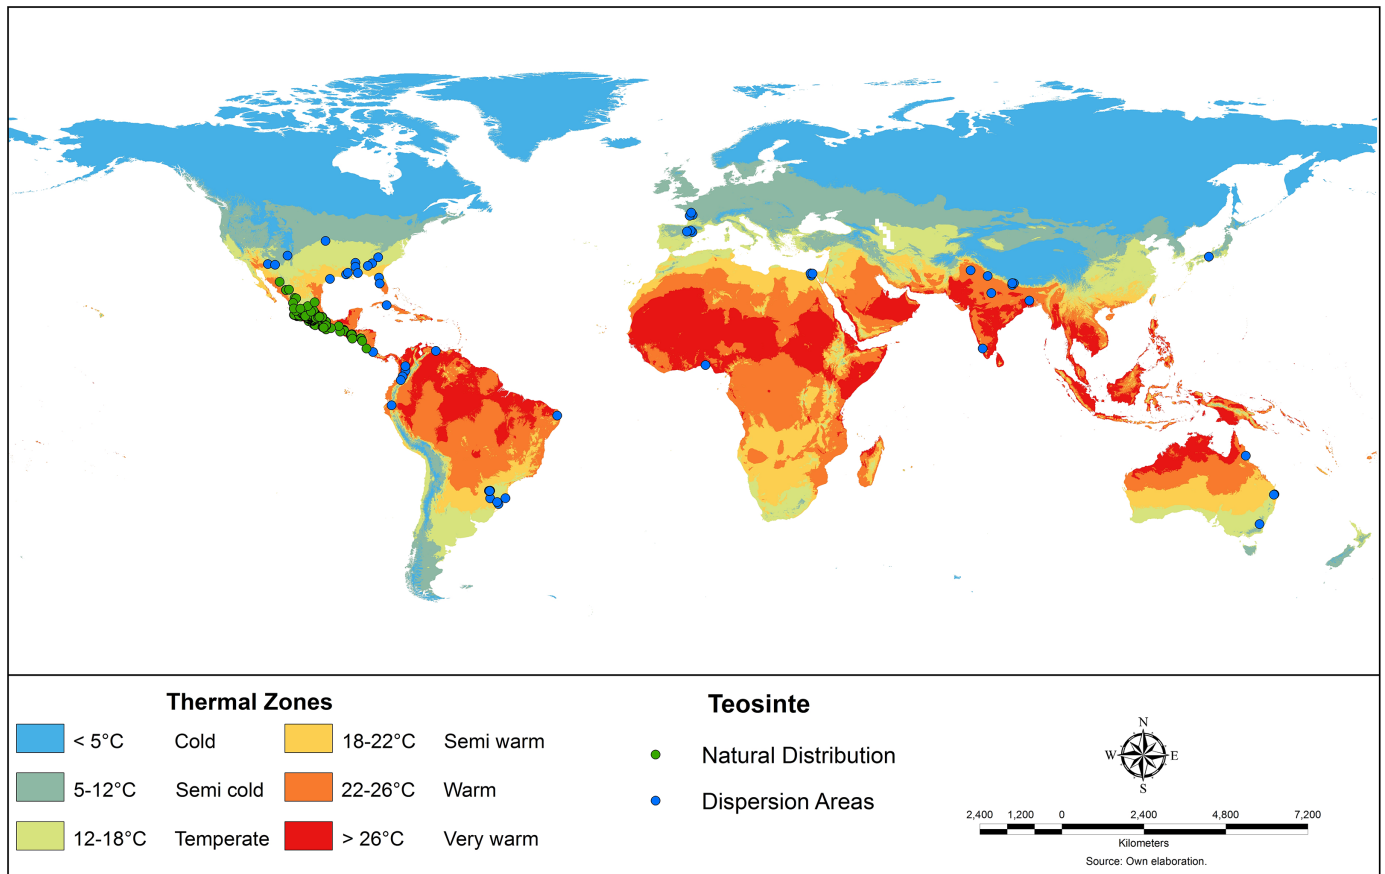 Thermal Zones
< 5°C Cold
5-12°C Semi cold
12-18°C Temperate
18-22°C Semi warm
22-26°C Warm
> 26°C Very warm
Teosinte
Natural Distribution
Dispersion Areas
N
W E
S
2,400 1,200 0 2,400 4,800 7,200
Kilometers
Source: Own elaboration.